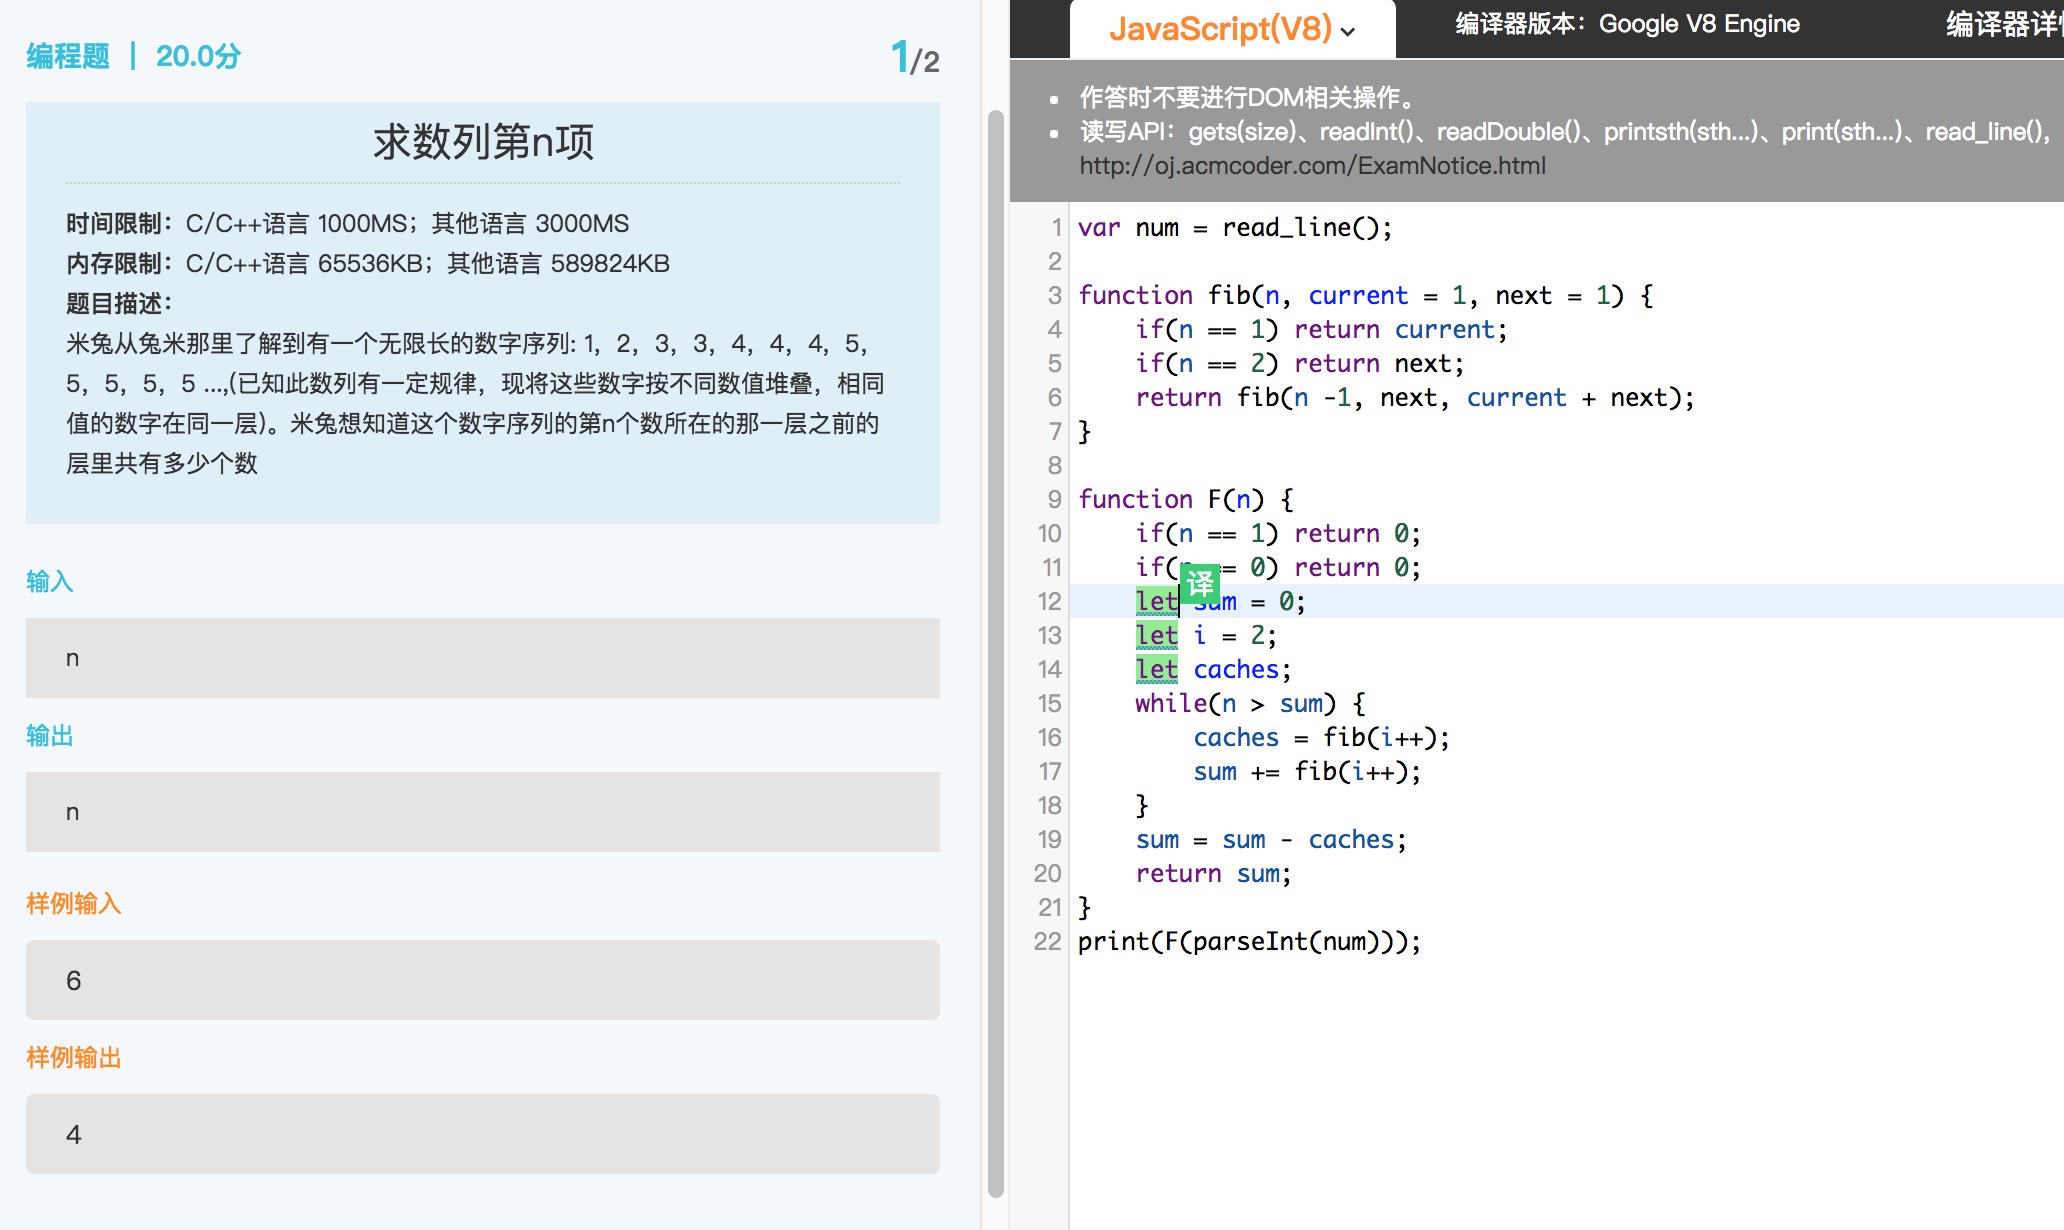 编程题 | 20.0分
1/2
求数列第n项
时间限制：C/C++语言 1000MS；其他语言 3000MS
内存限制：C/C++语言 65536KB；其他语言 589824KB
题目描述：
米兔从兔米那里了解到有一个无限长的数字序列: 1，2，3，3，4，4，4，5，
5，5，5，5 ...,(已知此数列有一定规律，现将这些数字按不同数值堆叠，相同
值的数字在同一层)。米兔想知道这个数字序列的第n个数所在的那一层之前的
层里共有多少个数
输入
n
输出
n
样例输入
6
样例输出
4
JavaScript(V8)
编译器版本：Google V8 Engine
编译器详
作答时不要进行DOM相关操作。
读写API：gets(size)、readInt()、readDouble()、printsth(sth...)、print(sth...)、read_line(),
http://oj.acmcoder.com/ExamNotice.html
1 var num = read_line();
2
3 function fib(n, current = 1, next = 1) {
4 if(n == 1) return current;
5 if(n == 2) return next;
6 return fib(n -1, next, current + next);
7 }
8
9 function F(n) {
10 if(n == 1) return 0;
11 if(n == 0) return 0;
译
12 let sum = 0;
13 let i = 2;
14 let caches;
15 while(n > sum) {
16 caches = fib(i++);
17 sum += fib(i++);
18 }
19 sum = sum - caches;
20 return sum;
21 }
22 print(F(parseInt(num)));